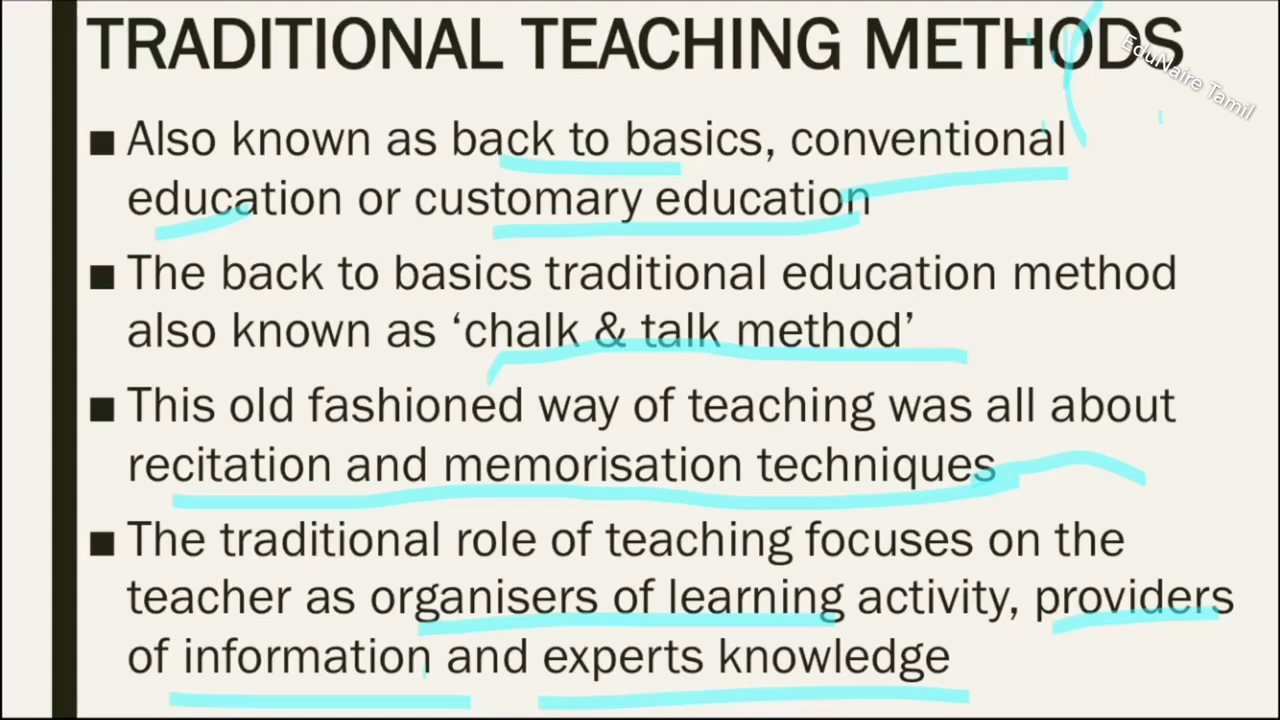 TRADITIONAL TEACHING METHODS
EduNaire Tamil
■ Also known as back to basics, conventional
education or customary education
■ The back to basics traditional education method
also known as ‘chalk & talk method’
■ This old fashioned way of teaching was all about
recitation and memorisation techniques
■ The traditional role of teaching focuses on the
teacher as organisers of learning activity, providers
of information and experts knowledge